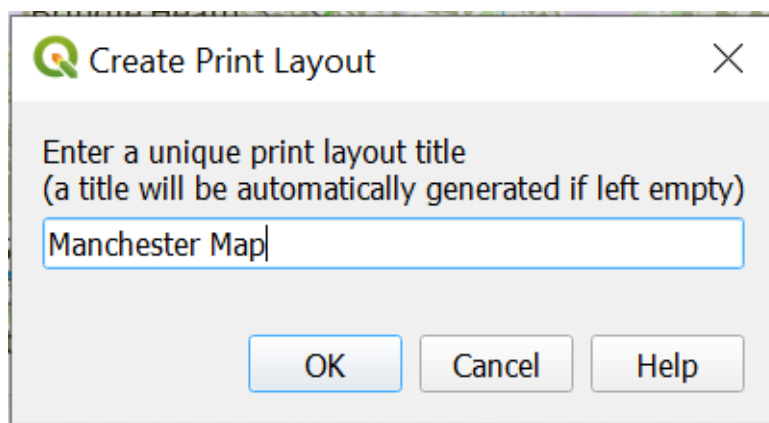 Create Print Layout
Enter a unique print layout title
(a title will be automatically generated if left empty)
Manchester Map
OK Cancel Help